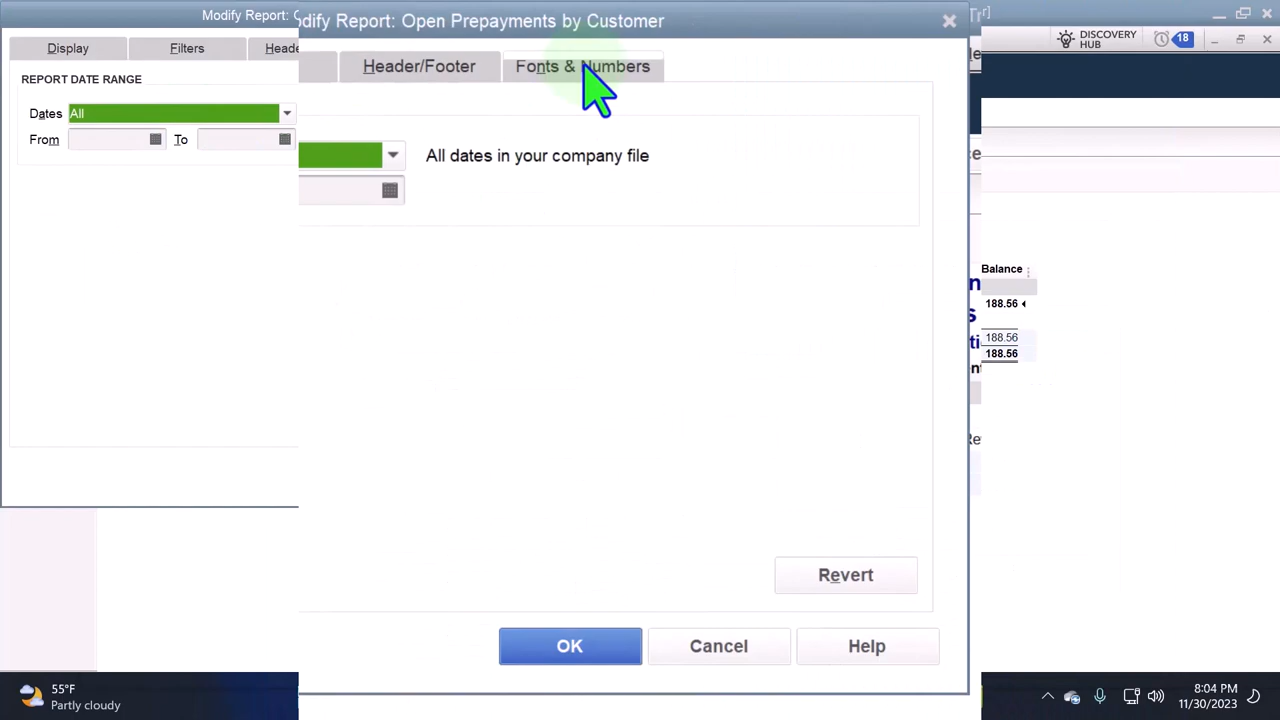 Modify Report:
odify Report: Open Prepayments by Customer
DISCOVERY
HUB
18
Display
Filters
Heade
Header/Footer
Fonts & Numbers
REPORT DATE RANGE
Dates
All
From
To
All dates in your company file
Balance
188.56
188.56
188.56
Revert
OK
Cancel
Help
55°F
Partly cloudy
8:04 PM
11/30/2023